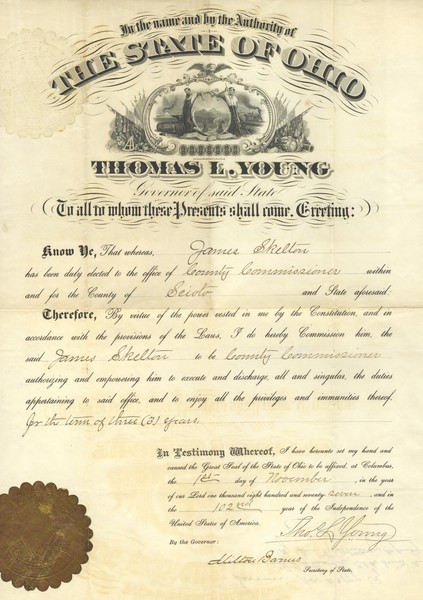 In the name and by the Authority of
THE STATE OF OHIO
THOMAS L. YOUNG
Governor of said State
(To all to whom these Presents shall come, Greeting:)
Know Ye, That whereas, James Skelton
has been duly elected to the office of County Commissioner within
and for the County of Scioto and State aforesaid:
Therefore, By virtue of the power vested in me by the Constitution, and in
accordance with the provisions of the Laws, I do hereby Commission him, the
said James Skelton to be County Commissioner
authorizing and empowering him to execute and discharge, all and singular, the duties
appertaining to said office, and to enjoy all the privileges and immunities thereof,
for the term of three (3) years.
In Testimony Whereof, I have hereunto set my hand and
caused the Great Seal of the State of Ohio to be affixed, at Columbus,
the 1st day of November, in the year
of our Lord one thousand eight hundred and seventy seven, and in
the 102nd year of the Independence of the
United States of America.
Thos. L. Young
By the Governor:
Milton Barnes
Secretary of State.